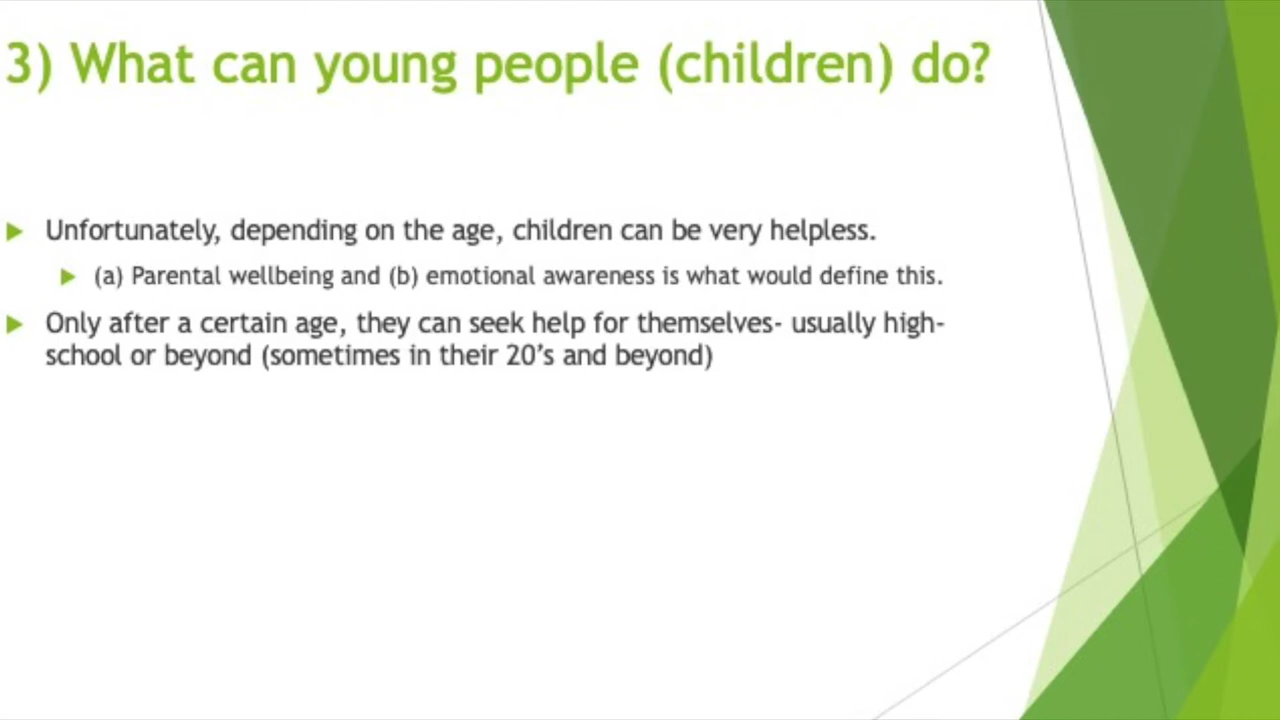 3) What can young people (children) do?
Unfortunately, depending on the age, children can be very helpless.
(a) Parental wellbeing and (b) emotional awareness is what would define this.
Only after a certain age, they can seek help for themselves- usually high-
school or beyond (sometimes in their 20’s and beyond)